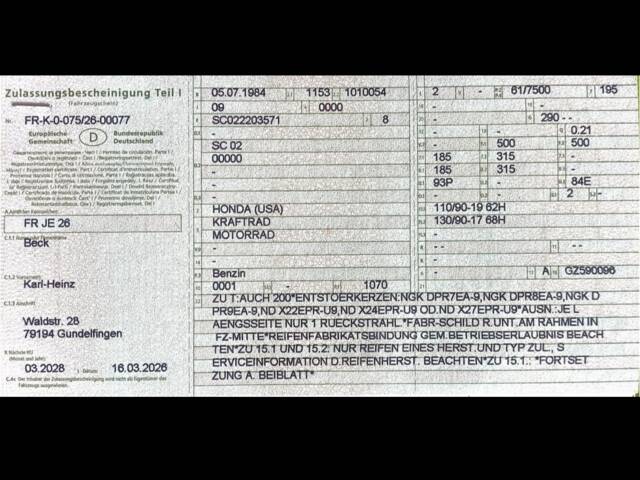 Zulassungsbescheinigung Teil I
(Fahrzeugschein)
Nr. FR-K-0-075/26-00077
Europäische Gemeinschaft
D
Bundesrepublik Deutschland
FR JE 26
Beck
Karl-Heinz
C.1.3 Anschrift
Waldstr. 28
79194 Gundelfingen
03.2028
16.03.2026
05.07.1984 1153 1010054
09 0000
SC022203571 8
-
SC 02
00000
-
-
-
HONDA (USA)
KRAFTRAD
MOTORRAD
-
-
Benzin
0001 - 1070
2 - 61/7500 195
- -
- 290 - -
- - 0.21
- 500 500
185 315 -
185 315 -
93P - 84E
- 2 -
110/90-19 62H
130/90-17 68H
-
-- --
- A GZ590096
-
ZU T:AUCH 200*ENTSTOERKERZEN:NGK DPR7EA-9,NGK DPR8EA-9,NGK D
PR9EA-9,ND X22EPR-U9,ND X24EPR-U9 OD.ND X27EPR-U9*AUSN.:JE L
AENGSSEITE NUR 1 RUECKSTRAHL.*FABR-SCHILD R.UNT.AM RAHMEN IN
FZ-MITTE*REIFENFABRIKATSBINDUNG GEM.BETRIEBSERLAUBNIS BEACH
TEN*ZU 15.1 UND 15.2: NUR REIFEN EINES HERST.UND TYP ZUL., S
ERVICEINFORMATION D.REIFENHERST. BEACHTEN*ZU 15.1.: *FORTSET
ZUNG A. BEIBLATT*